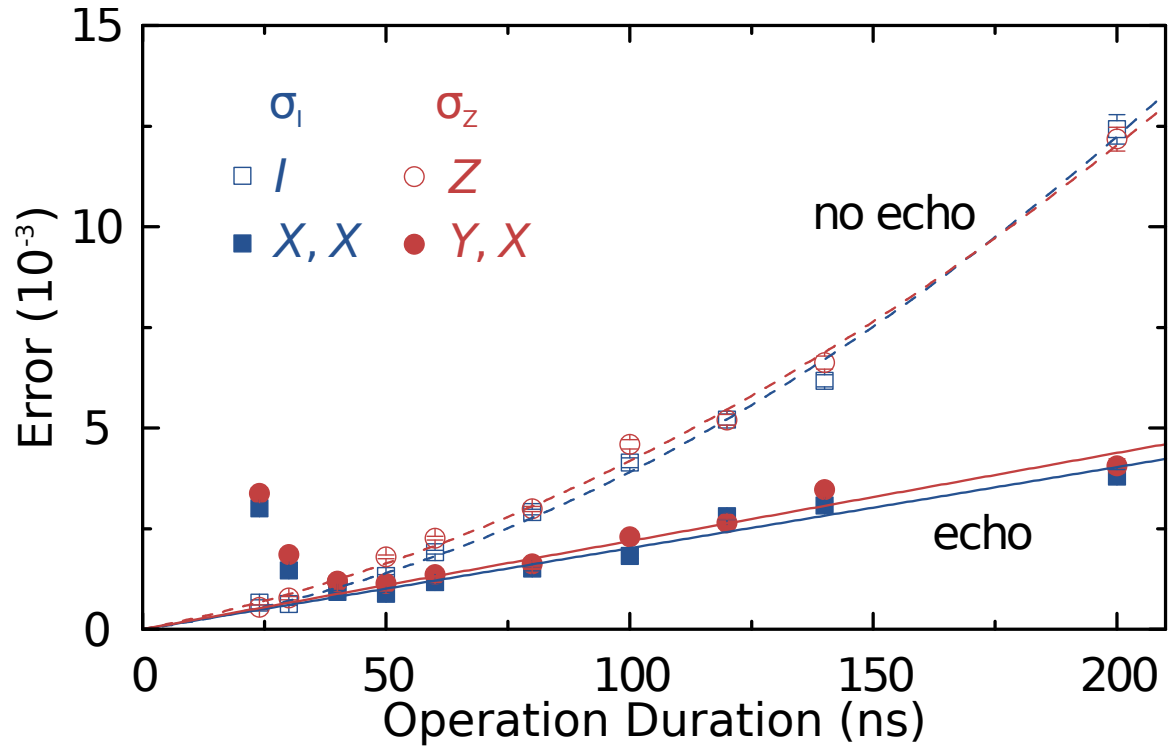 15
σI σZ
I Z
X, X Y, X
no echo
10
Error (10-3)
5
echo
0
0 50 100 150 200
Operation Duration (ns)